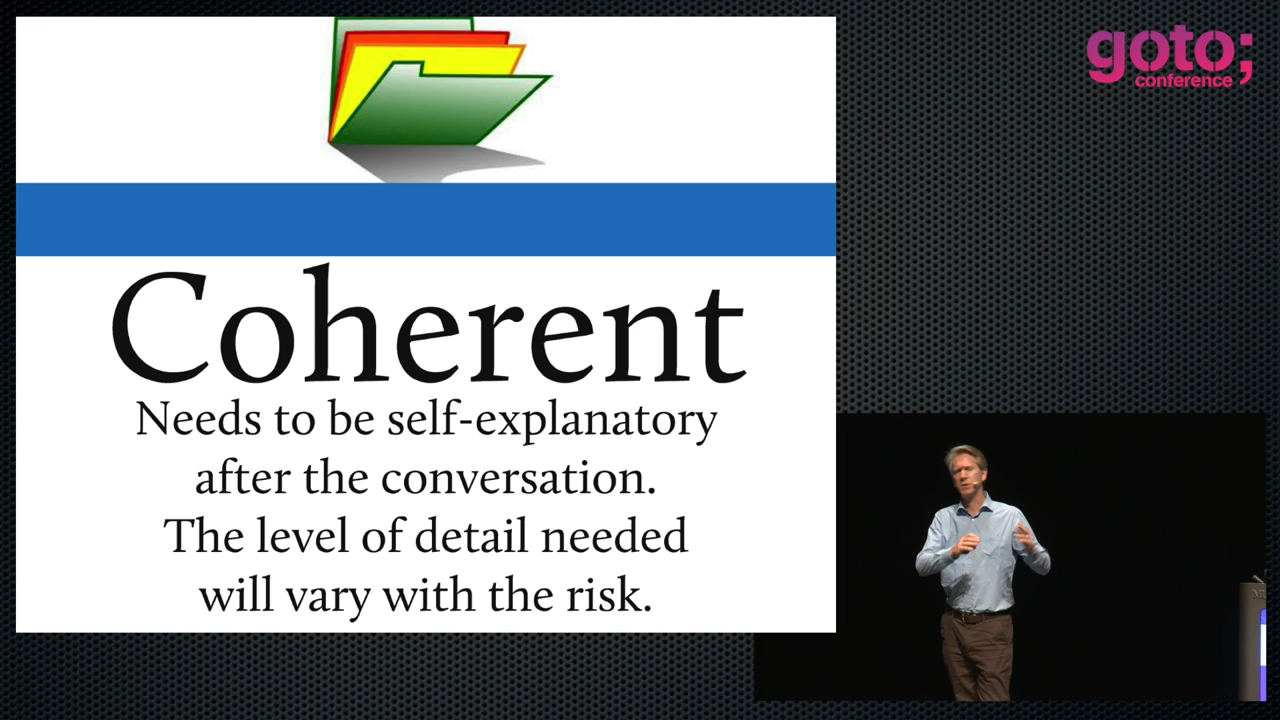 goto;
conference
Coherent
Needs to be self-explanatory
after the conversation.
The level of detail needed
will vary with the risk.